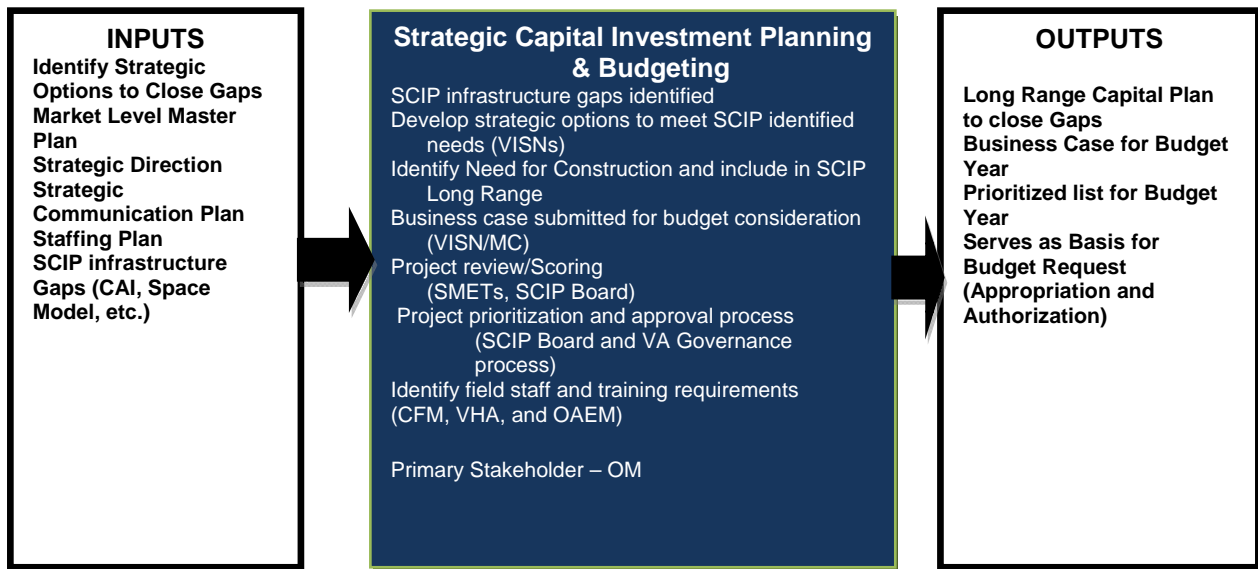 INPUTS
Identify Strategic
Options to Close Gaps
Market Level Master
Plan
Strategic Direction
Strategic
Communication Plan
Staffing Plan
SCIP infrastructure
Gaps (CAI, Space
Model, etc.)
Strategic Capital Investment Planning
& Budgeting
SCIP infrastructure gaps identified
Develop strategic options to meet SCIP identified
needs (VISNs)
Identify Need for Construction and include in SCIP
Long Range
Business case submitted for budget consideration
(VISN/MC)
Project review/Scoring
(SMETs, SCIP Board)
Project prioritization and approval process
(SCIP Board and VA Governance
process)
Identify field staff and training requirements
(CFM, VHA, and OAEM)
Primary Stakeholder – OM
OUTPUTS
Long Range Capital Plan
to close Gaps
Business Case for Budget
Year
Prioritized list for Budget
Year
Serves as Basis for
Budget Request
(Appropriation and
Authorization)